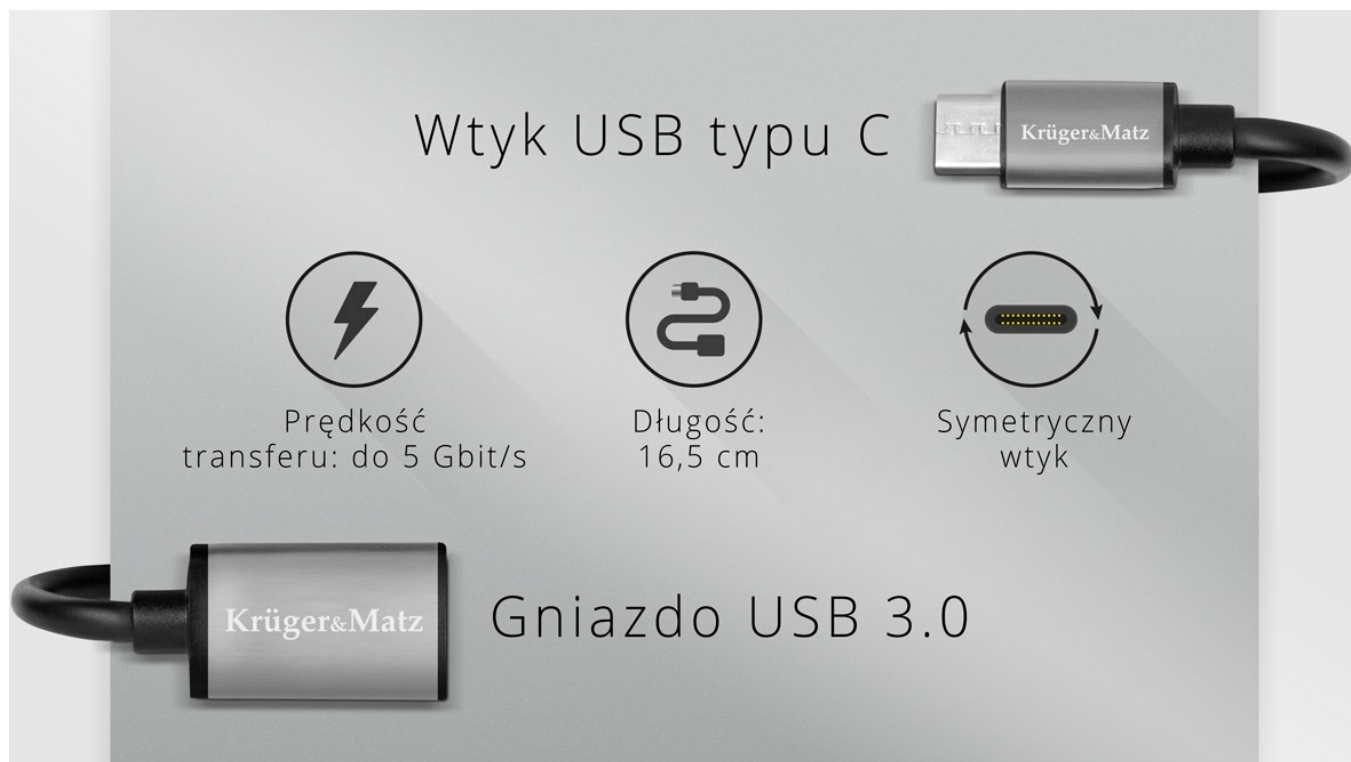 Wtyk USB typu C
Krüger&Matz
Prędkość
transferu: do 5 Gbit/s
Długość:
16,5 cm
Symetryczny
wtyk
Krüger&Matz
Gniazdo USB 3.0